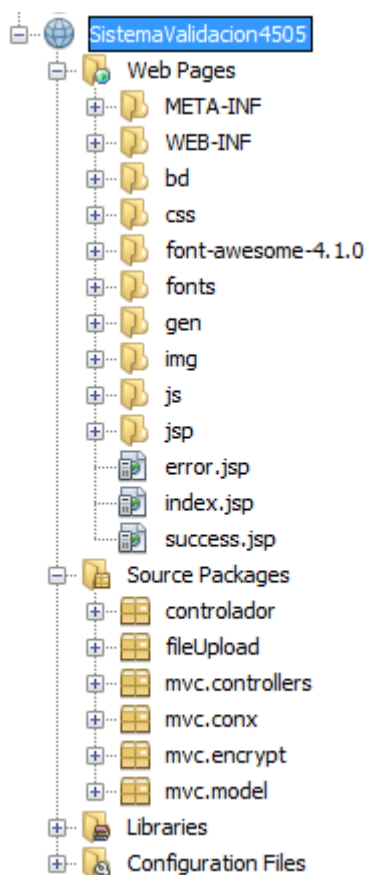 SistemaValidacion4505
Web Pages
META-INF
WEB-INF
bd
css
font-awesome-4.1.0
fonts
gen
img
js
jsp
error.jsp
index.jsp
success.jsp
Source Packages
controlador
fileUpload
mvc.controllers
mvc.conx
mvc.encrypt
mvc.model
Libraries
Configuration Files